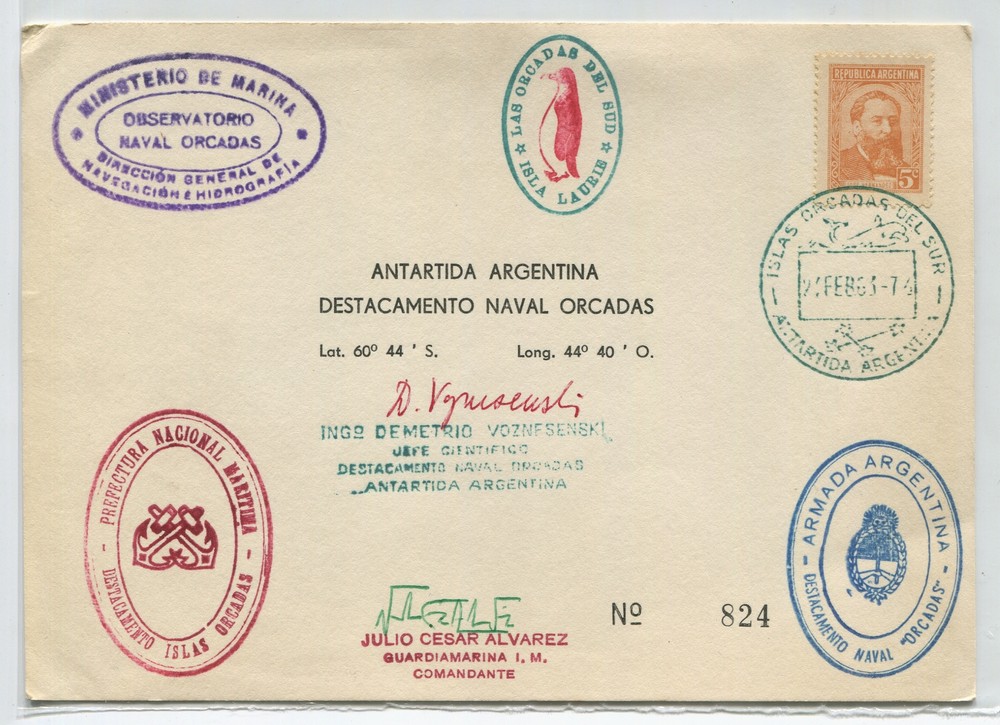 MINISTERIO DE MARINA
OBSERVATORIO
NAVAL ORCADAS
DIRECCIÓN GENERAL DE
NAVEGACIÓN E HIDROGRAFÍA
LAS ORCADAS DEL SUD
ISLA LAURIE
REPUBLICA ARGENTINA
5c
ISLAS ORCADAS DEL SUR
FEB 63-7
ANTARTIDA ARGENTINA
ANTARTIDA ARGENTINA
DESTACAMENTO NAVAL ORCADAS
Lat. 60º 44 ' S. Long. 44º 40 ' O.
INGº DEMETRIO VOZNESENSKI
JEFE CIENTIFICO
DESTACAMENTO NAVAL ORCADAS
ANTARTIDA ARGENTINA
PREFECTURA NACIONAL MARITIMA
DESTACAMENTO ISLAS ORCADAS
ARMADA ARGENTINA
DESTACAMENTO NAVAL "ORCADAS"
JULIO CESAR ALVAREZ
GUARDIAMARINA I. M.
COMANDANTE
Nº 824